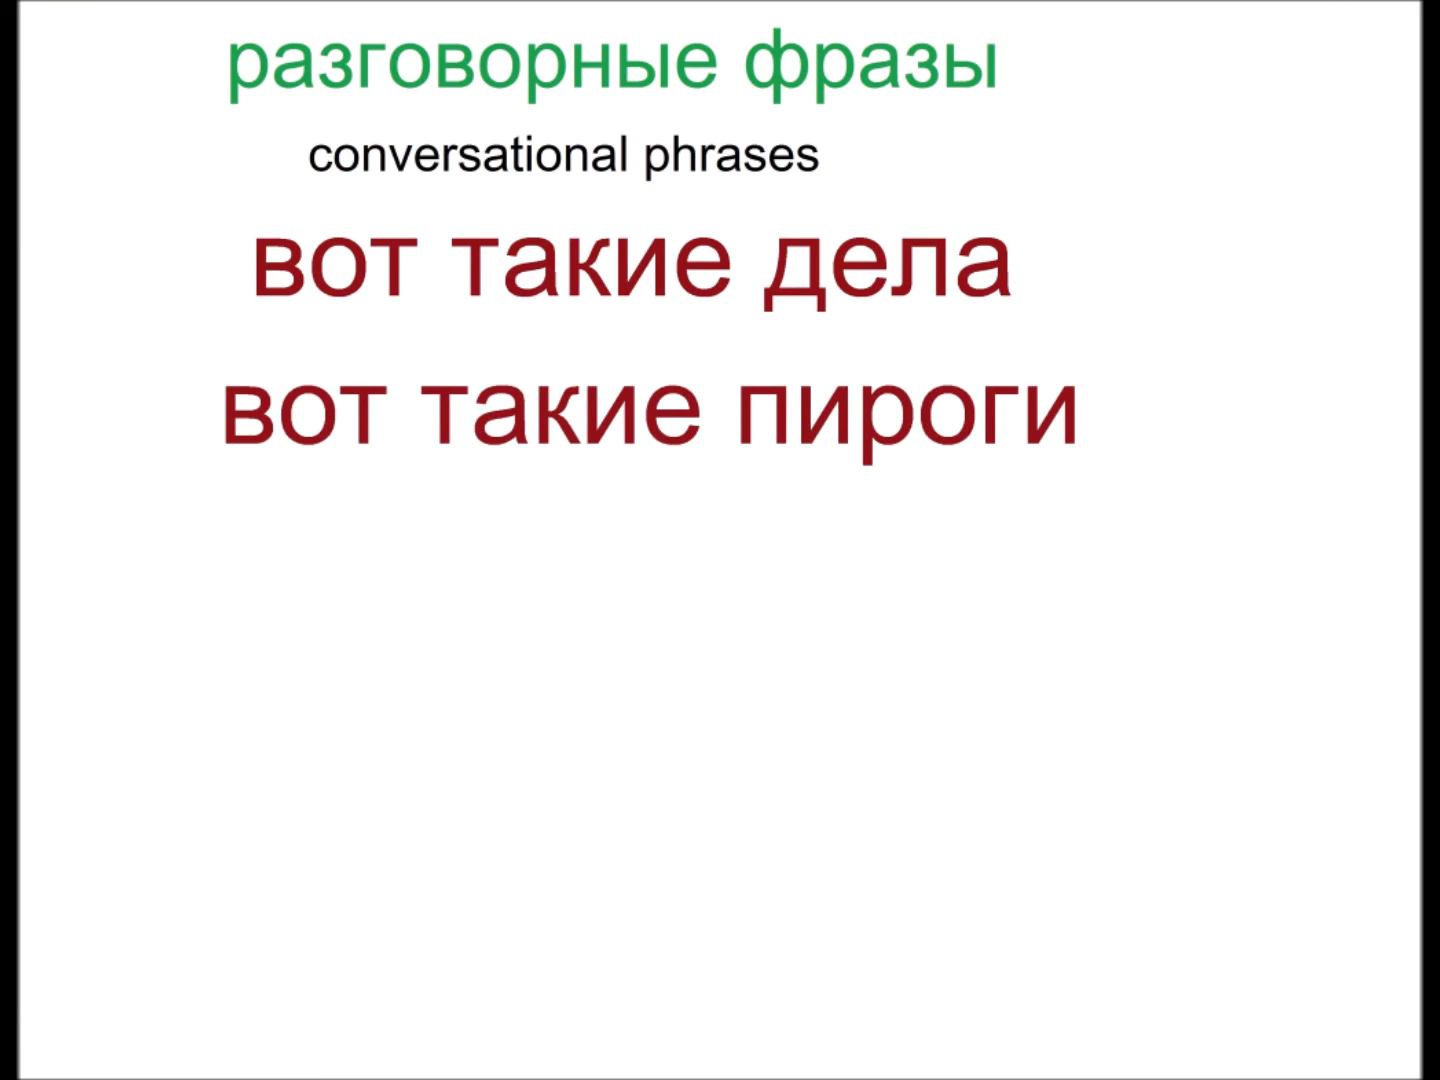 разговорные фразы
conversational phrases
вот такие дела
вот такие пироги